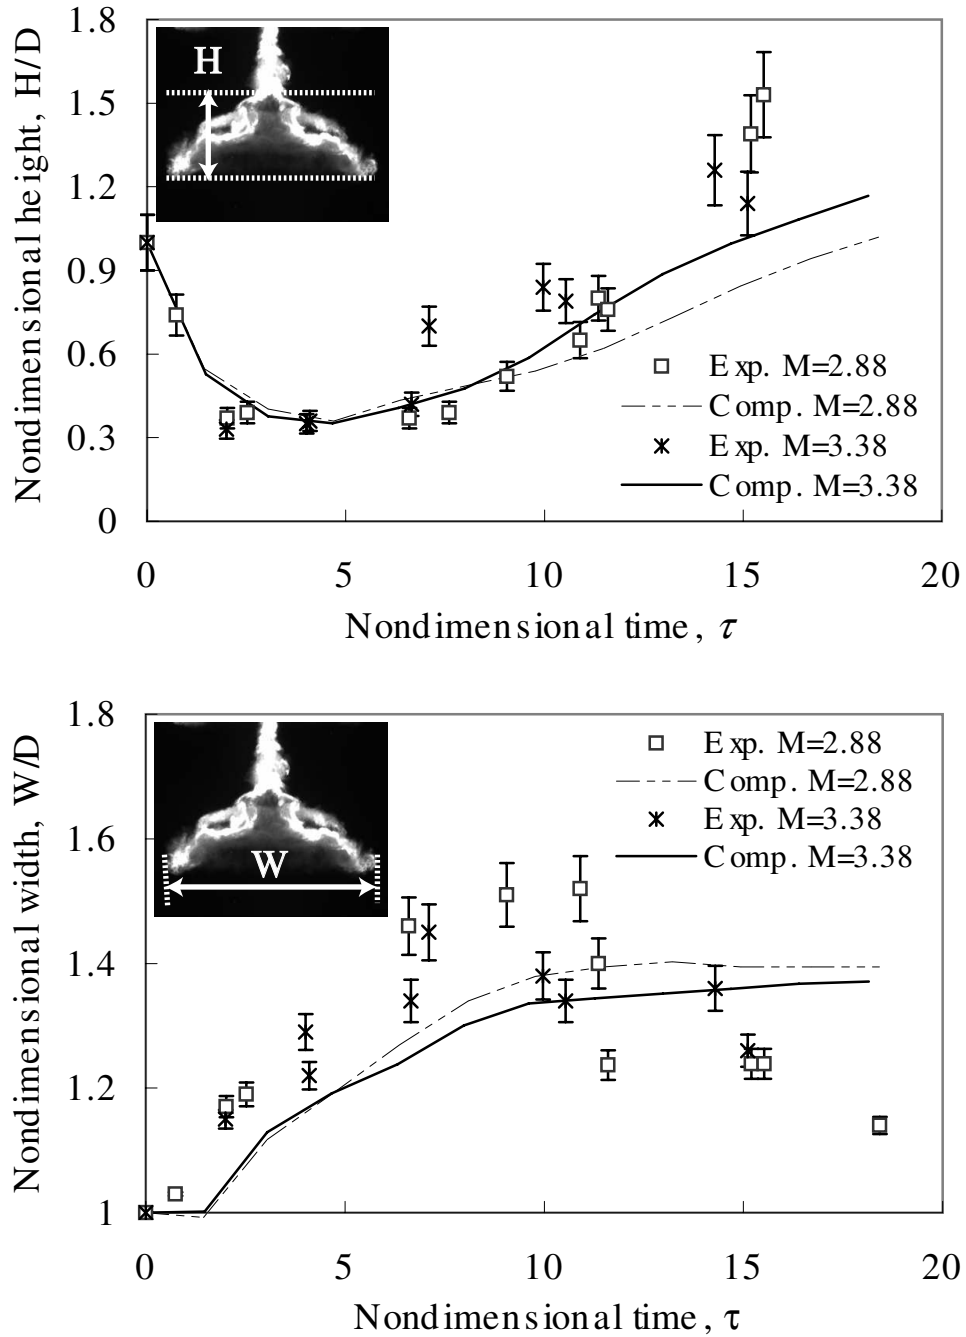 1.8
1.5
1.2
0.9
0.6
0.3
0
Nondimensional height, H/D
H
Exp. M=2.88
Comp. M=2.88
Exp. M=3.38
Comp. M=3.38
0 5 10 15 20
Nondimensional time, τ
1.8
1.6
1.4
1.2
1
Nondimensional width, W/D
W
Exp. M=2.88
Comp. M=2.88
Exp. M=3.38
Comp. M=3.38
0 5 10 15 20
Nondimensional time, τ